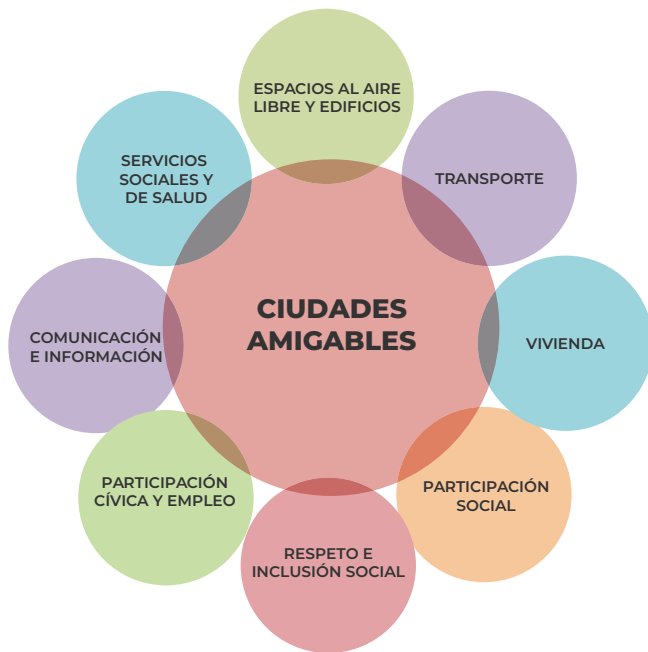 ESPACIOS AL AIRE
LIBRE Y EDIFICIOS
TRANSPORTE
VIVIENDA
PARTICIPACIÓN
SOCIAL
RESPETO E
INCLUSIÓN SOCIAL
PARTICIPACIÓN
CÍVICA Y EMPLEO
COMUNICACIÓN
E INFORMACIÓN
SERVICIOS
SOCIALES Y
DE SALUD
CIUDADES
AMIGABLES